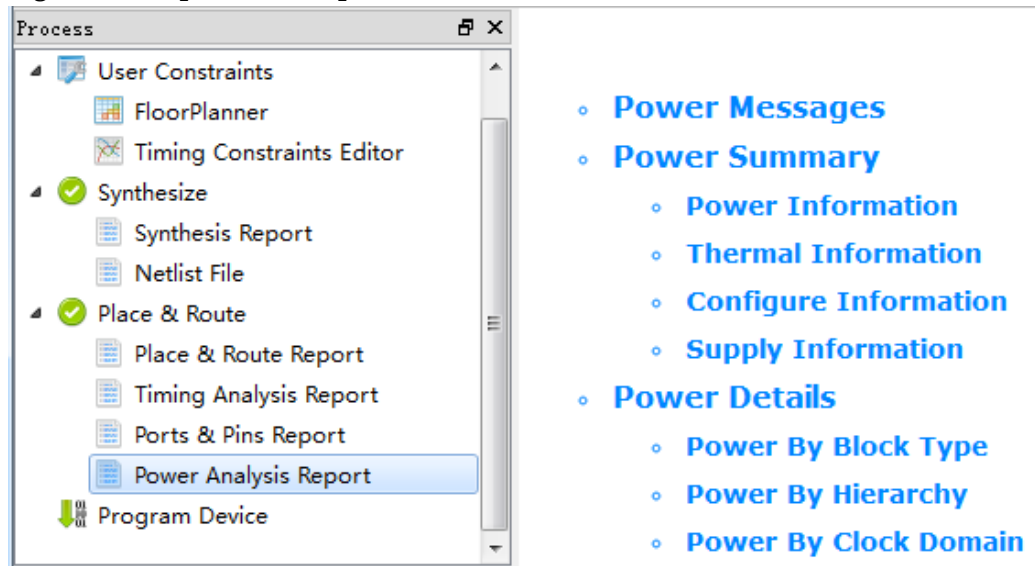 Process
User Constraints
FloorPlanner
Timing Constraints Editor
Synthesize
Synthesis Report
Netlist File
Place & Route
Place & Route Report
Timing Analysis Report
Ports & Pins Report
Power Analysis Report
Program Device
Power Messages
Power Summary
Power Information
Thermal Information
Configure Information
Supply Information
Power Details
Power By Block Type
Power By Hierarchy
Power By Clock Domain